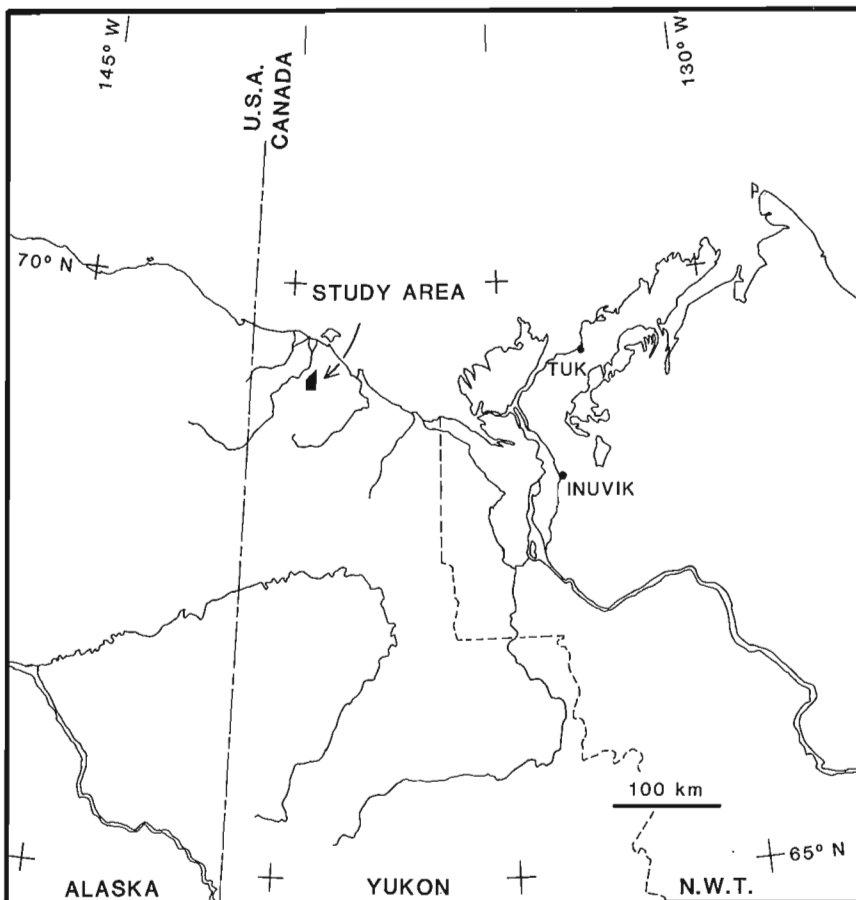 145° W
130° W
U.S.A.
CANADA
70° N
STUDY AREA
TUK
INUVIK
100 km
65° N
ALASKA
YUKON
N.W.T.